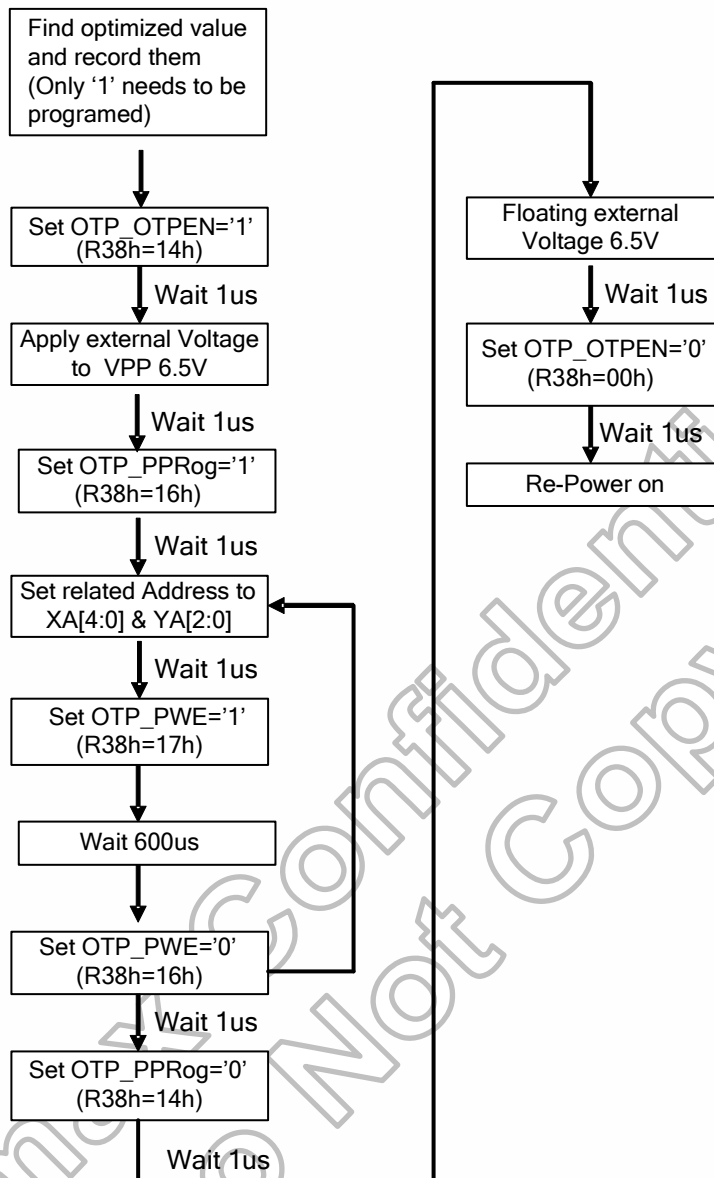 Find optimized value
and record them
(Only ‘1’ needs to be
programed)
Set OTP_OTPEN=’1’
(R38h=14h)
Wait 1us
Apply external Voltage
to VPP 6.5V
Wait 1us
Set OTP_PPRog=’1’
(R38h=16h)
Wait 1us
Set related Address to
XA[4:0] & YA[2:0]
Wait 1us
Set OTP_PWE=’1’
(R38h=17h)
Wait 600us
Set OTP_PWE=’0’
(R38h=16h)
Wait 1us
Set OTP_PPRog=’0’
(R38h=14h)
Wait 1us
Floating external
Voltage 6.5V
Wait 1us
Set OTP_OTPEN=’0’
(R38h=00h)
Wait 1us
Re-Power on
Not